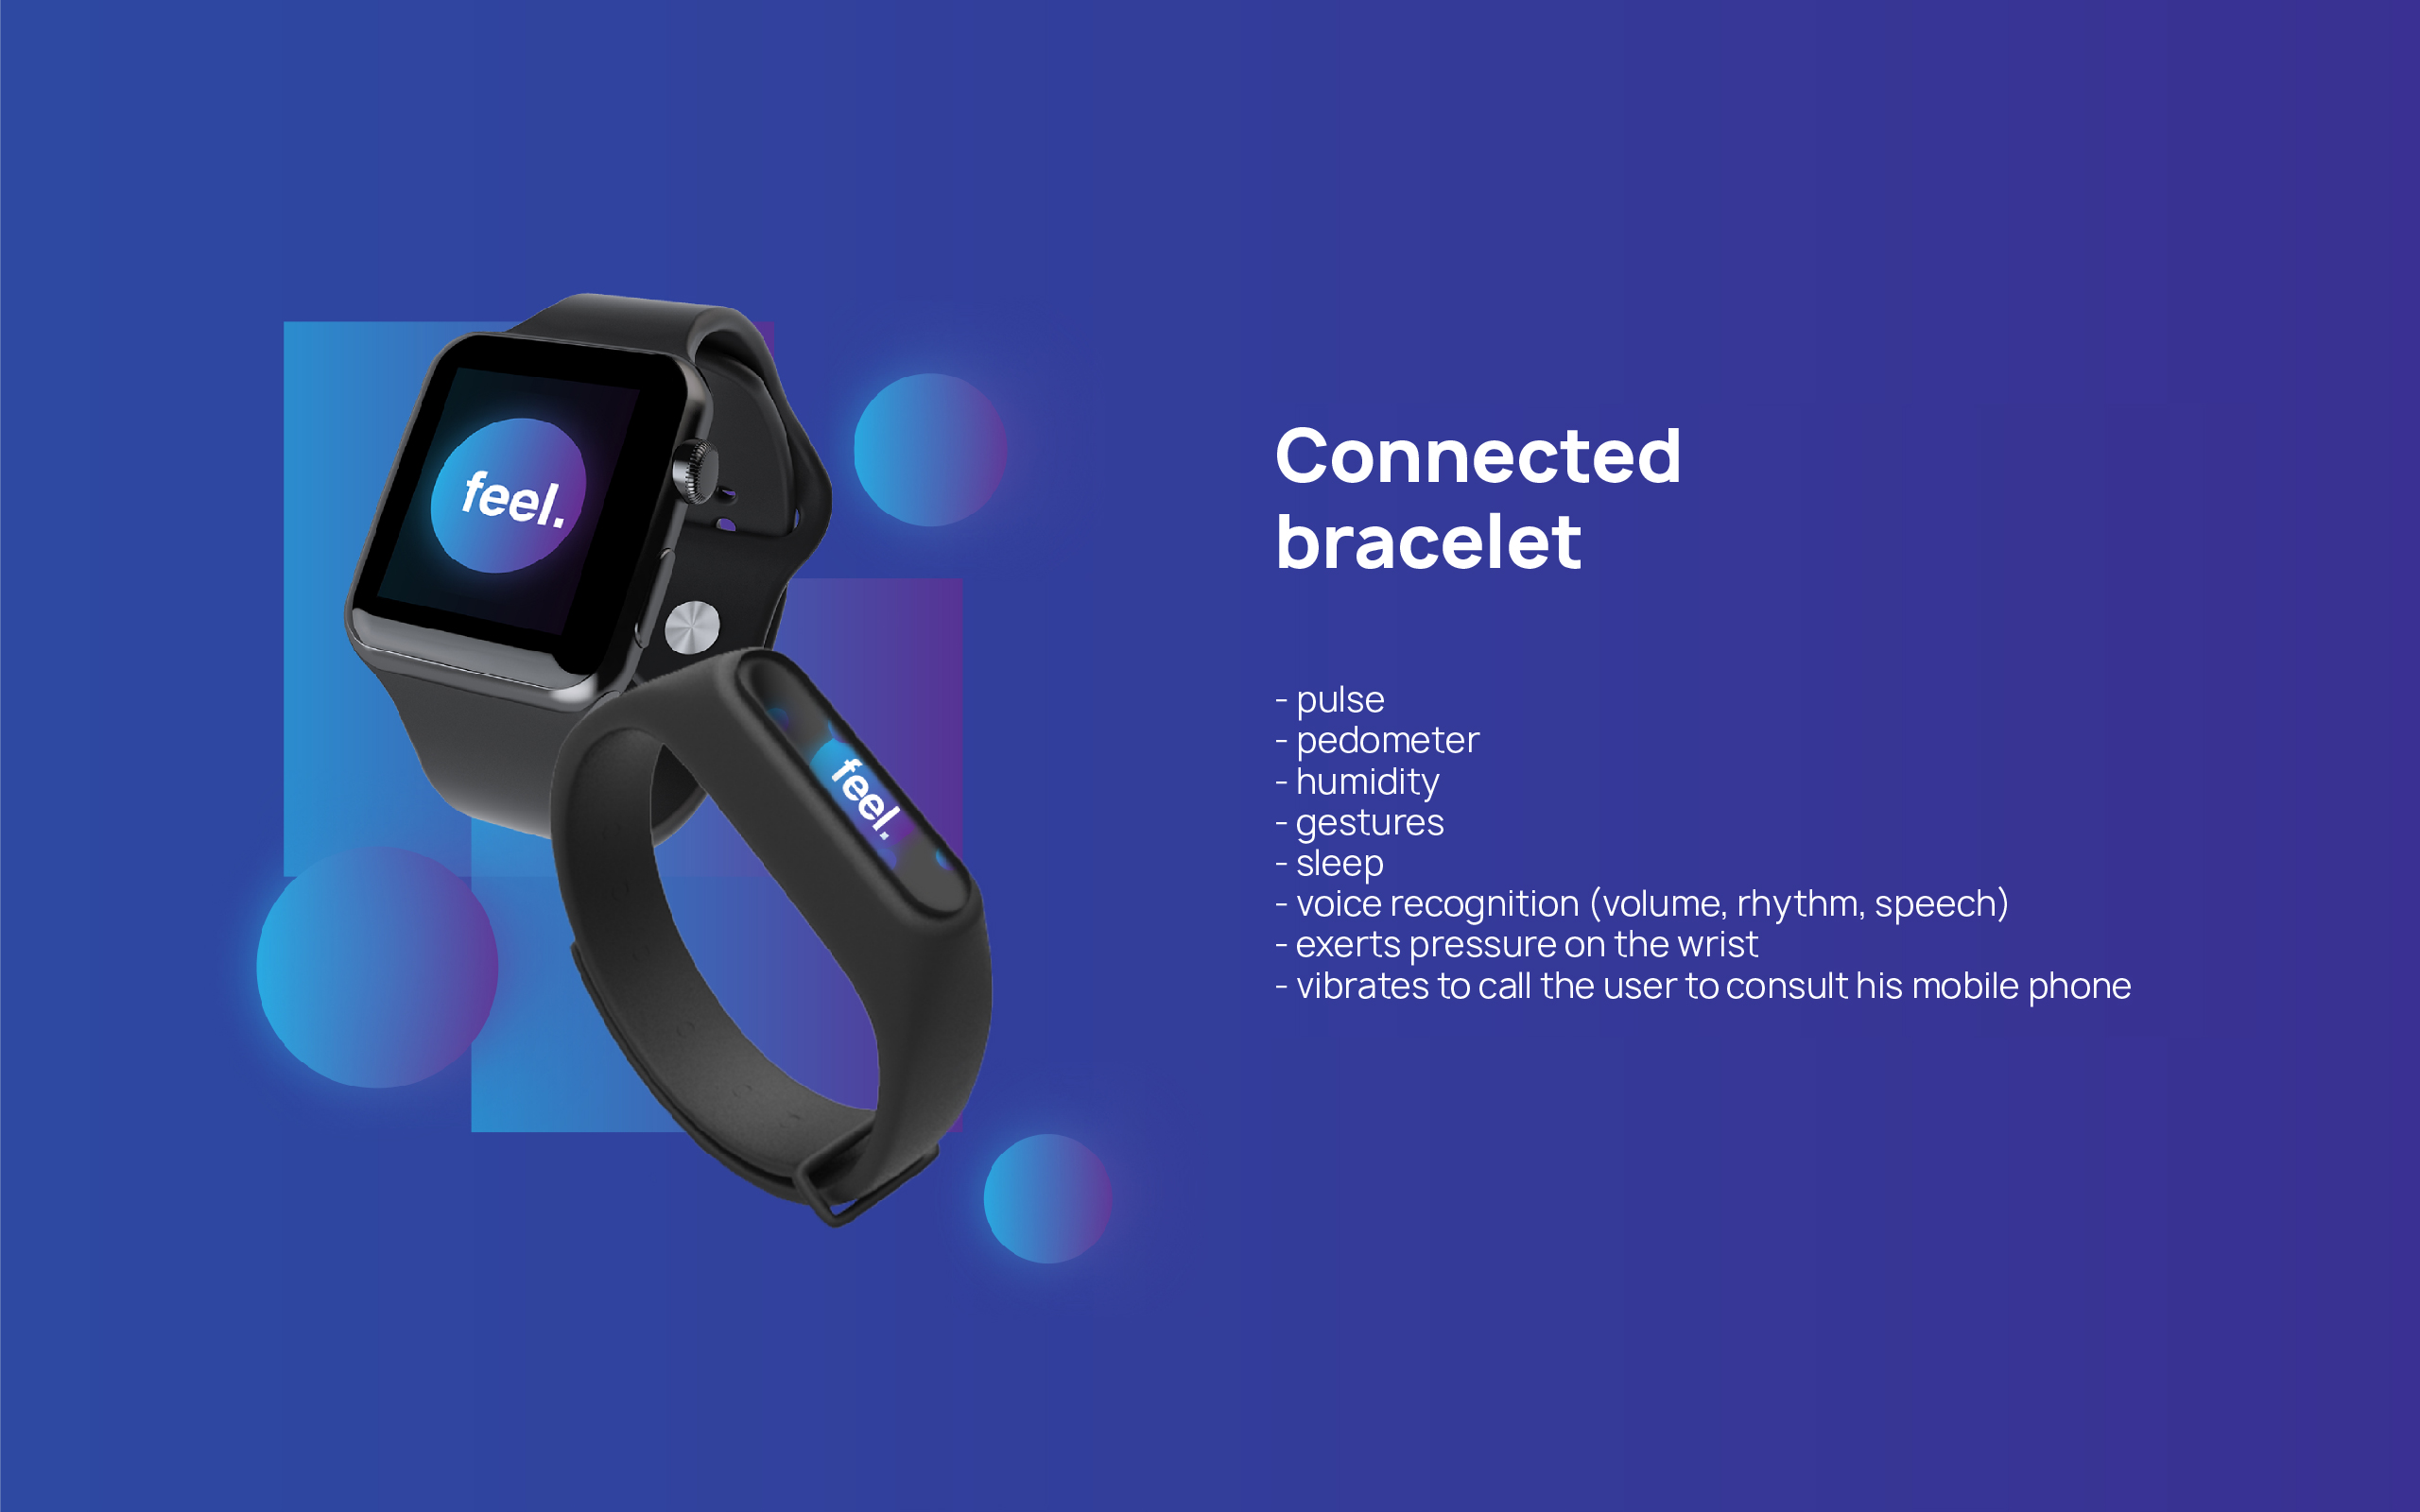 feel.
feel.
Connected
bracelet
- pulse
- pedometer
- humidity
- gestures
- sleep
- voice recognition (volume, rhythm, speech)
- exerts pressure on the wrist
- vibrates to call the user to consult his mobile phone